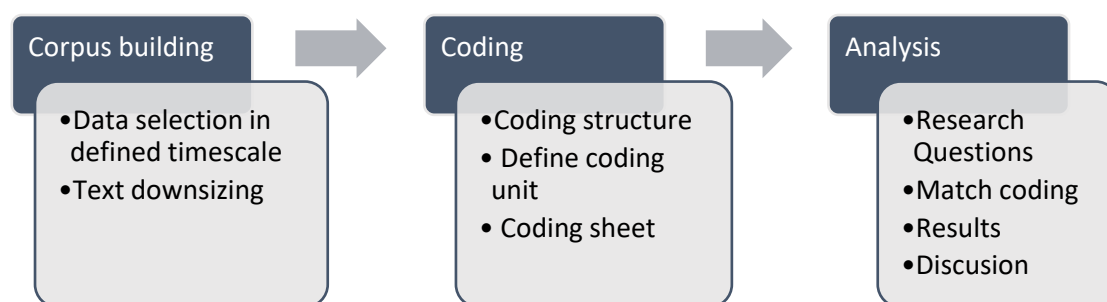 Corpus building
•Data selection in
defined timescale
•Text downsizing
Coding
•Coding structure
• Define coding
unit
• Coding sheet
Analysis
•Research
Questions
•Match coding
•Results
•Discusion